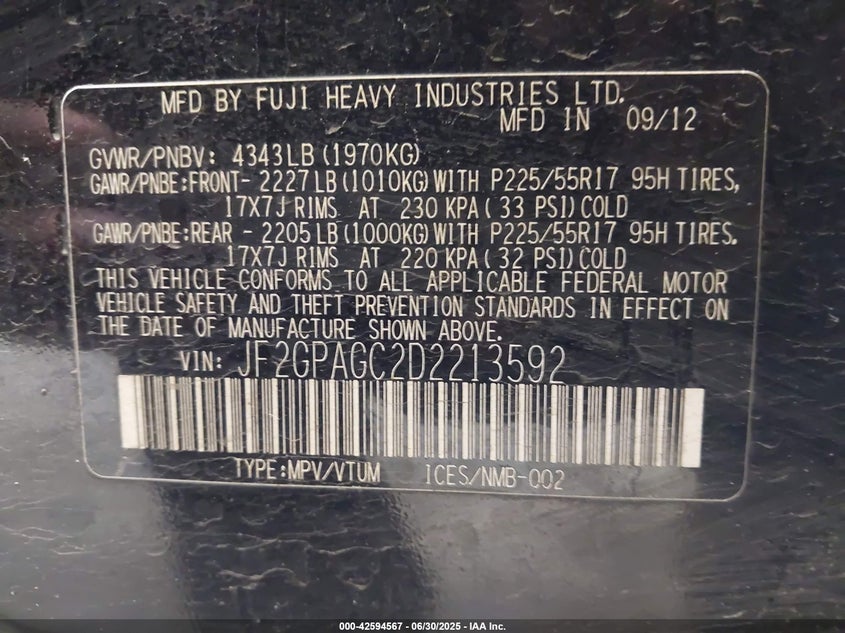 MFD BY FUJI HEAVY INDUSTRIES LTD.
MFD IN 09/12
GVWR/PNBV: 4343LB(1970KG)
GAWR/PNBE:FRONT- 2227LB(1010KG)WITH P225/55R17 95H TIRES,
17X7J RIMS AT 230 KPA(33 PSI)COLD
GAWR/PNBE:REAR - 2205LB(1000KG)WITH P225/55R17 95H TIRES.
17X7J RIMS AT 220 KPA(32 PSI)COLD
THIS VEHICLE CONFORMS TO ALL APPLICABLE FEDERAL MOTOR
VEHICLE SAFETY AND THEFT PREVENTION STANDARDS IN EFFECT ON
THE DATE OF MANUFACTURE SHOWN ABOVE.
VIN: JF2GPAGC2D2213592
TYPE:MPV/VTUM ICES/NMB-002
000-42594567 - 06/30/2025 - IAA Inc.